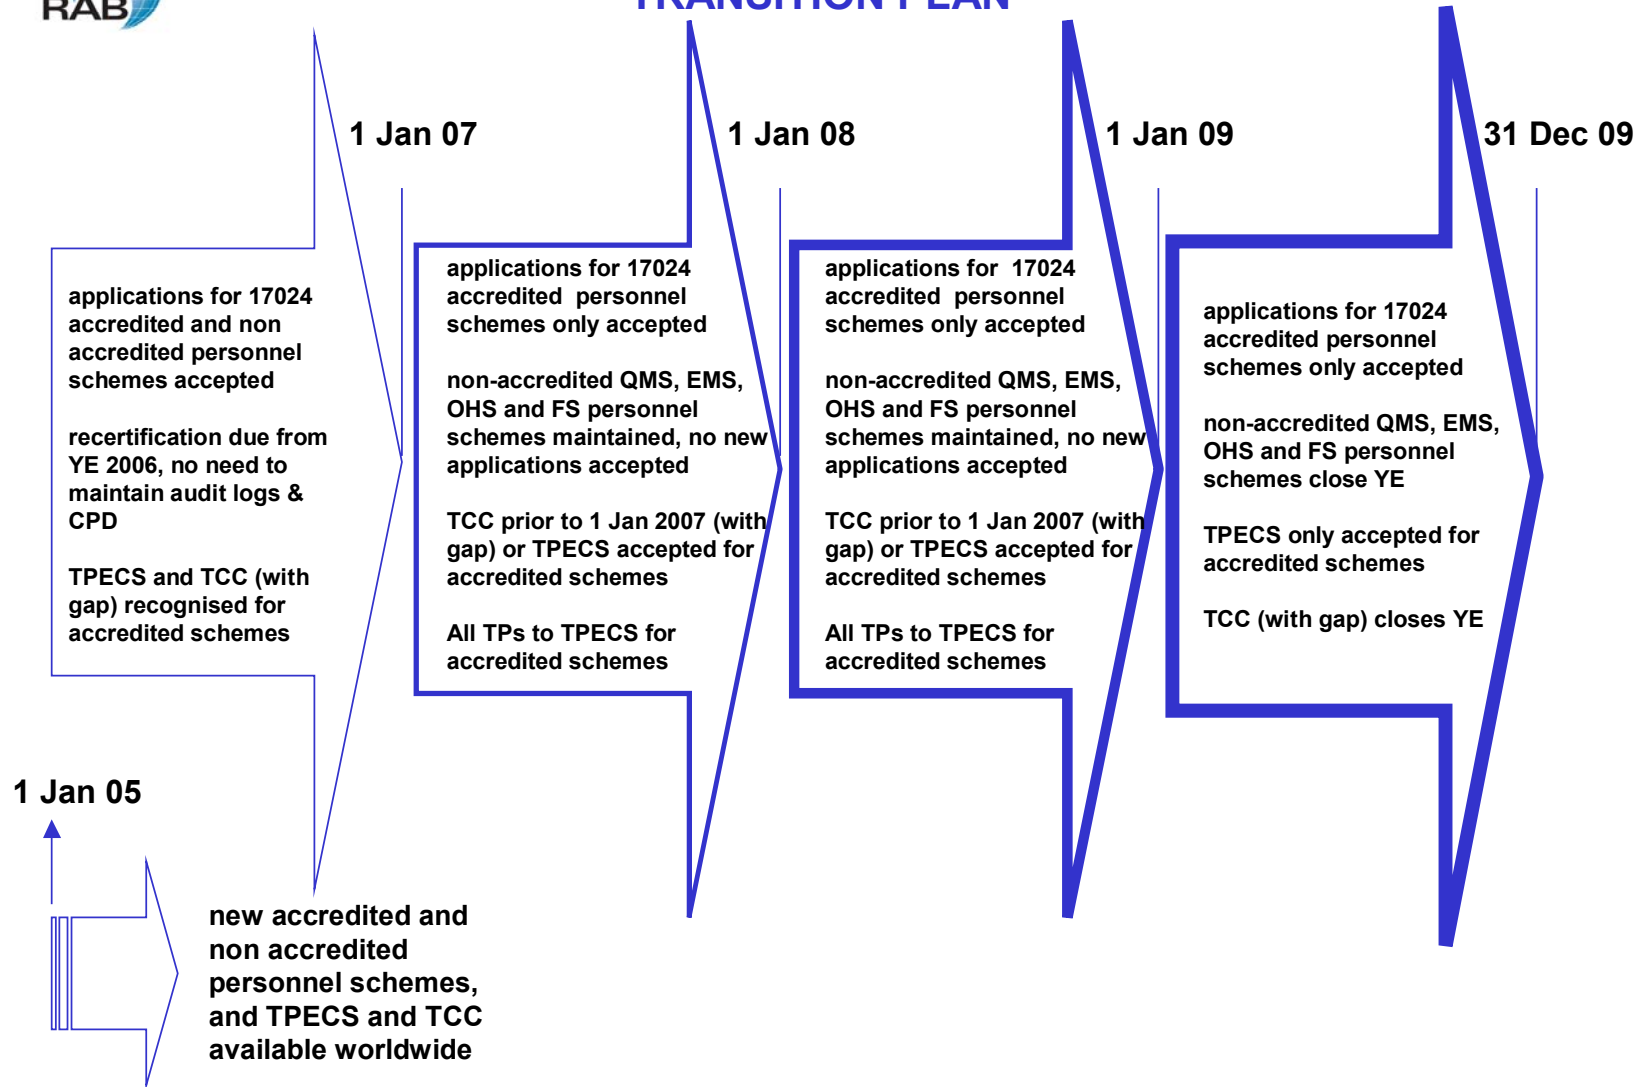 RAB
TRANSITION PLAN
1 Jan 07
1 Jan 08
1 Jan 09
31 Dec 09
applications for 17024
accredited and non
accredited personnel
schemes accepted
recertification due from
YE 2006, no need to
maintain audit logs &
CPD
TPECS and TCC (with
gap) recognised for
accredited schemes
applications for 17024
accredited personnel
schemes only accepted
non-accredited QMS, EMS,
OHS and FS personnel
schemes maintained, no new
applications accepted
TCC prior to 1 Jan 2007 (with
gap) or TPECS accepted for
accredited schemes
All TPs to TPECS for
accredited schemes
applications for 17024
accredited personnel
schemes only accepted
non-accredited QMS, EMS,
OHS and FS personnel
schemes maintained, no new
applications accepted
TCC prior to 1 Jan 2007 (with
gap) or TPECS accepted for
accredited schemes
All TPs to TPECS for
accredited schemes
applications for 17024
accredited personnel
schemes only accepted
non-accredited QMS, EMS,
OHS and FS personnel
schemes close YE
TPECS only accepted for
accredited schemes
TCC (with gap) closes YE
1 Jan 05
new accredited and
non accredited
personnel schemes,
and TPECS and TCC
available worldwide